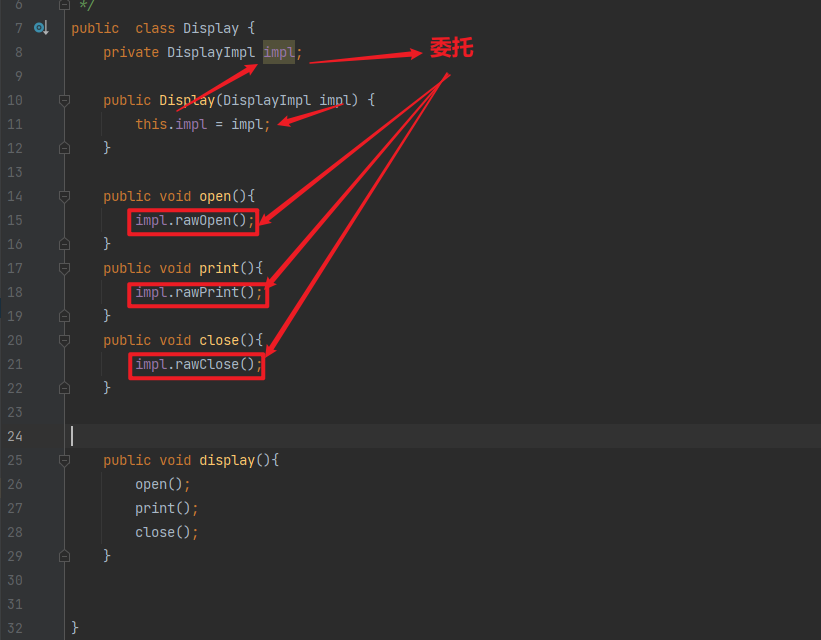 6 */
7 public  class Display {
8 private DisplayImpl impl; 委托
9
10 public Display(DisplayImpl impl) {
11 this.impl = impl;
12 }
13
14 public void open(){
15 impl.rawOpen();
16 }
17 public void print(){
18 impl.rawPrint();
19 }
20 public void close(){
21 impl.rawClose();
22 }
23
24
25 public void display(){
26 open();
27 print();
28 close();
29 }
30
31
32 }